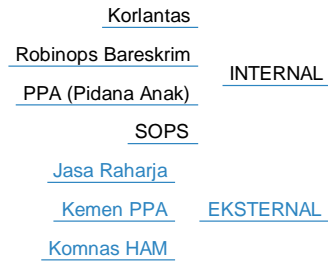 Korlantas
Robinops Bareskrim
INTERNAL
PPA (Pidana Anak)
SOPS
Jasa Raharja
Kemen PPA
EKSTERNAL
Komnas HAM